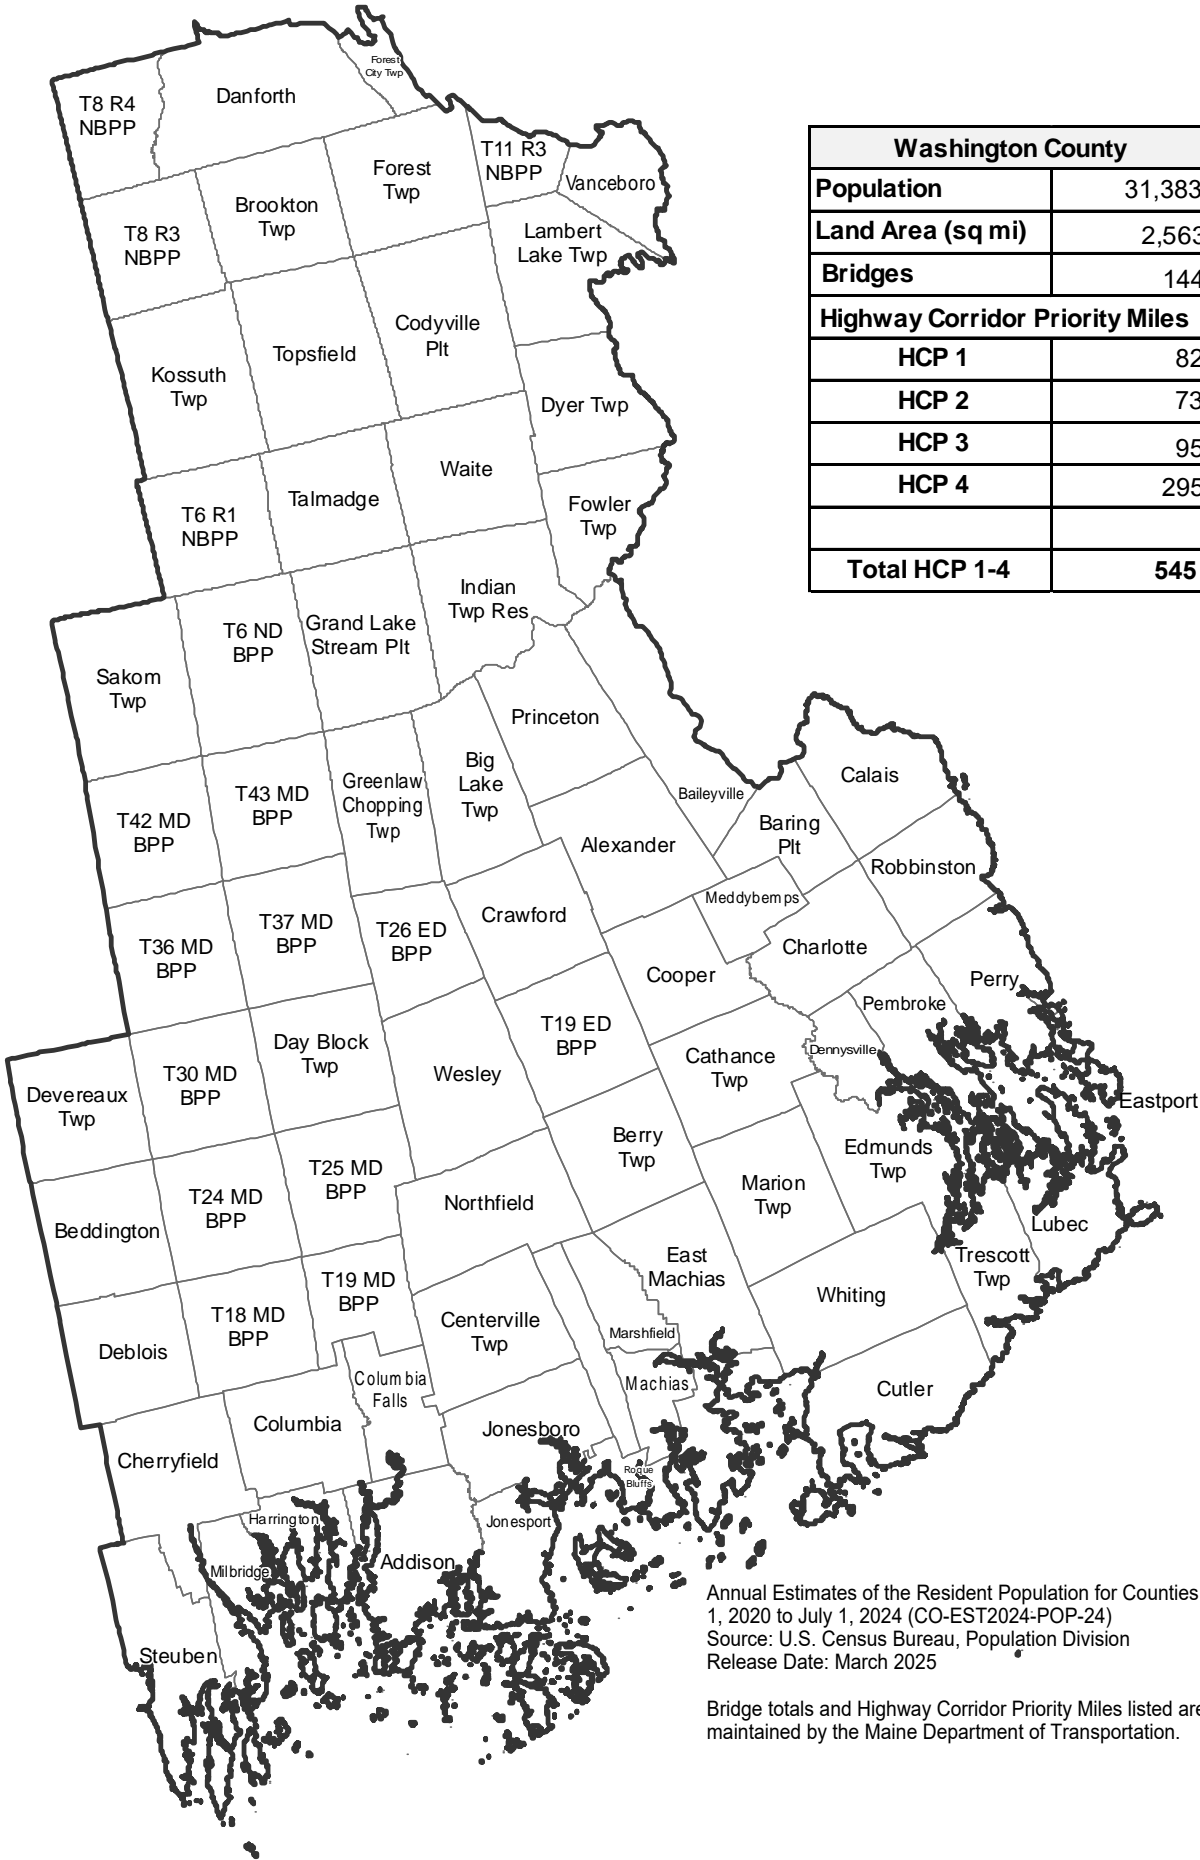 Forest
City Twp
T8 R4
NBPP
Danforth
T11 R3
NBPP
Vanceboro
Forest
Twp
Brookton
Twp
T8 R3
NBPP
Lambert
Lake Twp
Codyville
Plt
Topsfield
Kossuth
Twp
Dyer Twp
Waite
Talmadge
T6 R1
NBPP
Fowler
Twp
Indian
Twp Res
Grand Lake
Stream Plt
T6 ND
BPP
Sakom
Twp
Princeton
Big
Lake
Twp
Greenlaw
Chopping
Twp
T43 MD
BPP
T42 MD
BPP
Baileyville
Calais
Baring
Plt
Alexander
Robbinston
Meddybemps
Crawford
T26 ED
BPP
T37 MD
BPP
T36 MD
BPP
Charlotte
Cooper
Perry
Pembroke
T19 ED
BPP
Dennysville
Cathance
Twp
Day Block
Twp
Wesley
T30 MD
BPP
Devereaux
Twp
Eastport
Berry
Twp
Edmunds
Twp
Marion
Twp
T25 MD
BPP
Northfield
T24 MD
BPP
Beddington
Lubec
Trescott
Twp
East
Machias
Whiting
T19 MD
BPP
T18 MD
BPP
Centerville
Twp
Marshfield
Deblois
Columbia
Falls
Machias
Cutler
Columbia
Jonesboro
Cherryfield
Roque
Bluffs
Harrington
Jonesport
Addison
Milbridge
Steuben
Washington County
Population 31,383
Land Area (sq mi) 2,563
Bridges 144
Highway Corridor Priority Miles
HCP 1 82
HCP 2 73
HCP 3 95
HCP 4 295
Total HCP 1-4 545
Annual Estimates of the Resident Population for Counties
1, 2020 to July 1, 2024 (CO-EST2024-POP-24)
Source: U.S. Census Bureau, Population Division
Release Date: March 2025
Bridge totals and Highway Corridor Priority Miles listed are
maintained by the Maine Department of Transportation.